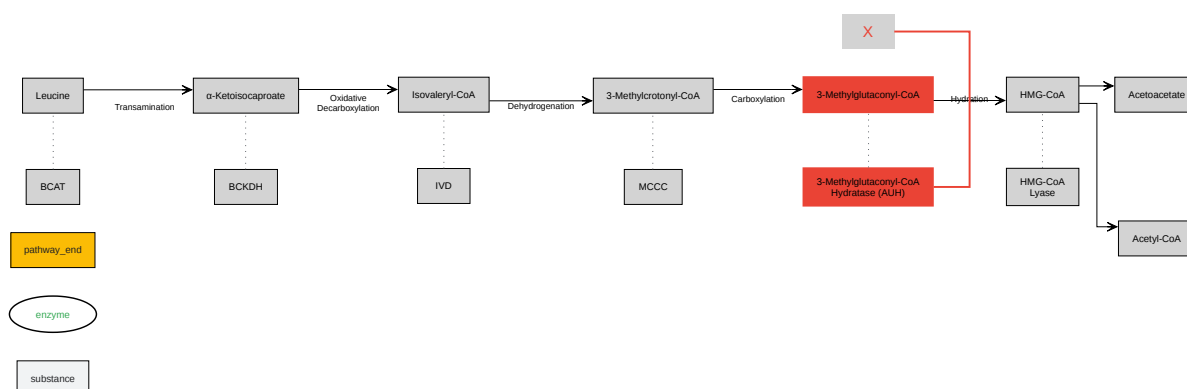 X
Leucine
Transamination
α-Ketoisocaproate
Oxidative
Decarboxylation
Isovaleryl-CoA
Dehydrogenation
3-Methylcrotonyl-CoA
Carboxylation
3-Methylglutaconyl-CoA
Hydration
HMG-CoA
Acetoacetate
BCAT
BCKDH
IVD
MCCC
3-Methylglutaconyl-CoA
Hydratase (AUH)
HMG-CoA
Lyase
Acetyl-CoA
pathway_end
enzyme
substance